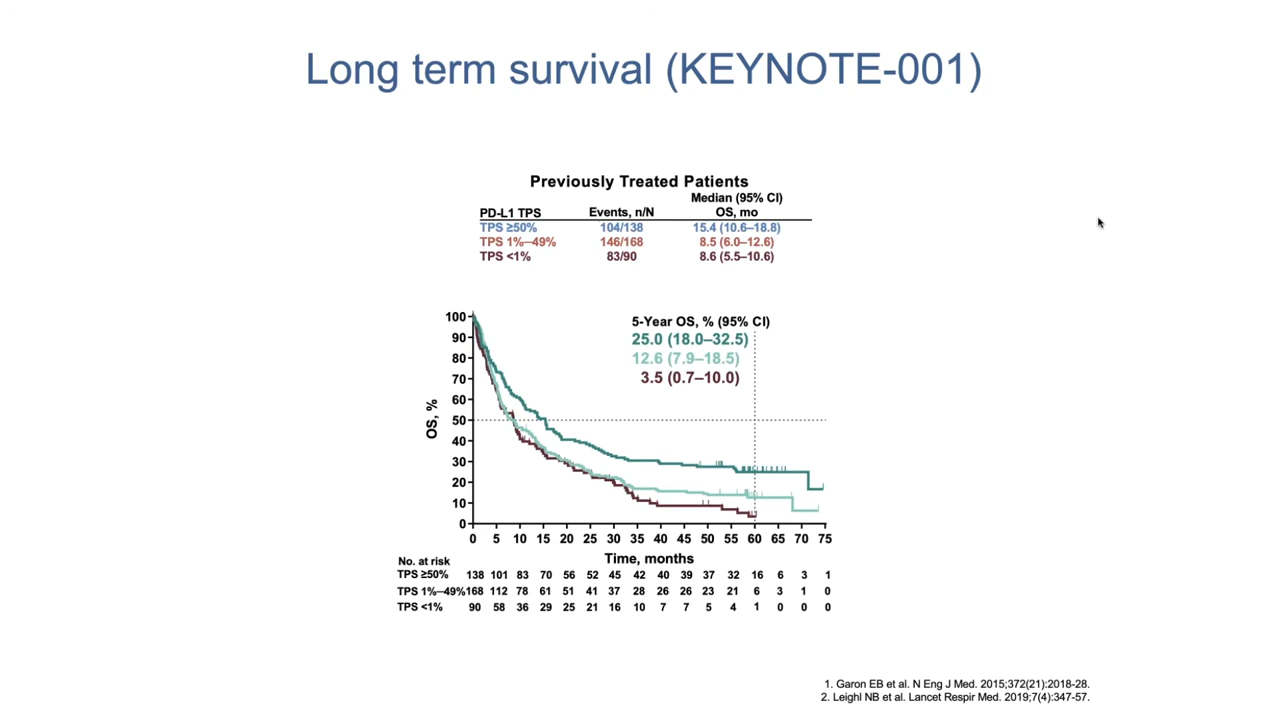 Long term survival (KEYNOTE-001)
Previously Treated Patients
Median (95% CI)
PD-L1 TPS Events, n/N OS, mo
TPS ≥50% 104/138 15.4 (10.6–18.8)
TPS 1%–49% 146/168 8.5 (6.0–12.6)
TPS <1% 83/90 8.6 (5.5–10.6)
5-Year OS, % (95% CI)
25.0 (18.0–32.5)
12.6 (7.9–18.5)
3.5 (0.7–10.0)
OS, %
100
90
80
70
60
50
40
30
20
10
0
0 5 10 15 20 25 30 35 40 45 50 55 60 65 70 75
Time, months
No. at risk
TPS ≥50% 138 101 83 70 56 52 45 42 40 39 37 32 16 6 3 1
TPS 1%–49% 168 112 78 61 51 41 37 28 26 26 23 21 6 3 1 0
TPS <1% 90 58 36 29 25 21 16 10 7 7 5 4 1 0 0 0
1. Garon EB et al. N Eng J Med. 2015;372(21):2018-28.
2. Leighl NB et al. Lancet Respir Med. 2019;7(4):347-57.